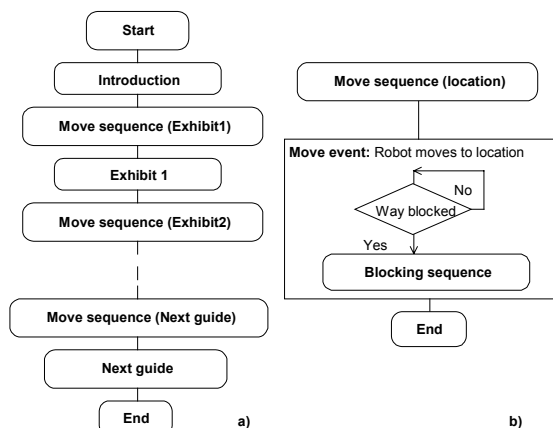 Start
Introduction
Move sequence (Exhibit1)
Exhibit 1
Move sequence (Exhibit2)
Move sequence (Next guide)
Next guide
End
a)
Move sequence (location)
Move event: Robot moves to location
No
Way blocked
Yes
Blocking sequence
End
b)